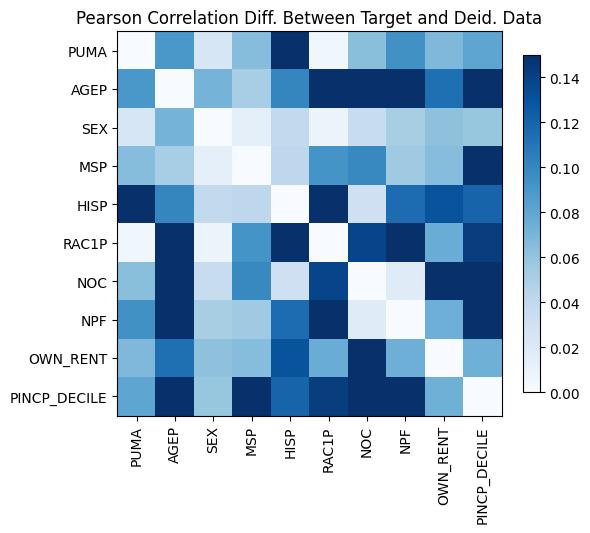 Pearson Correlation Diff. Between Target and Deid. Data
PUMA
AGEP
SEX
MSP
HISP
RAC1P
NOC
NPF
OWN_RENT
PINCP_DECILE
PUMA
AGEP
SEX
MSP
HISP
RAC1P
NOC
NPF
OWN_RENT
PINCP_DECILE
0.14
0.12
0.10
0.08
0.06
0.04
0.02
0.00